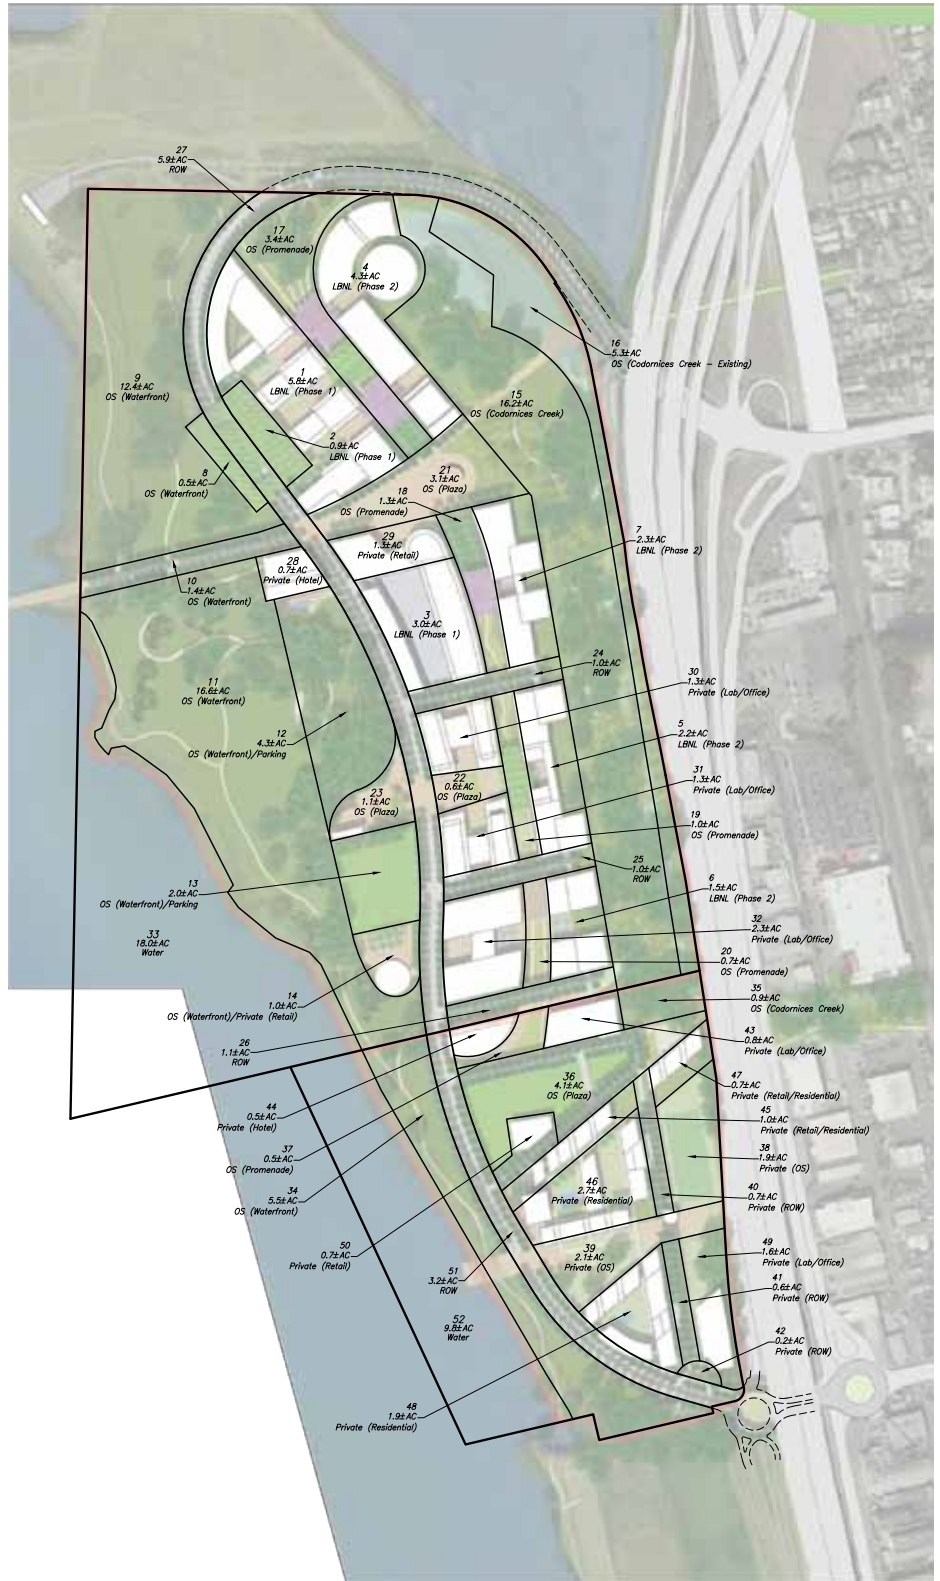 27
5.9±AC
ROW
17
3.4±AC
OS (Promenade)
4
4.3±AC
LBNL (Phase 2)
16
5.3±AC
OS (Codornices Creek - Existing)
9
12.4±AC
OS (Waterfront)
1
5.8±AC
LBNL (Phase 1)
15
16.2±AC
OS (Codornices Creek)
2
0.9±AC
LBNL (Phase 1)
8
0.5±AC
OS (Waterfront)
21
3.1±AC
OS (Plaza)
18
1.3±AC
OS (Promenade)
7
2.3±AC
LBNL (Phase 2)
29
1.3±AC
Private (Retail)
28
0.7±AC
Private (Hotel)
10
1.4±AC
OS (Waterfront)
3
3.0±AC
LBNL (Phase 1)
24
1.0±AC
ROW
30
1.3±AC
Private (Lab/Office)
11
16.6±AC
OS (Waterfront)
12
4.3±AC
OS (Waterfront)/Parking
5
2.2±AC
LBNL (Phase 2)
31
1.3±AC
Private (Lab/Office)
22
0.6±AC
OS (Plaza)
23
1.1±AC
OS (Plaza)
19
1.0±AC
OS (Promenade)
25
1.0±AC
ROW
13
2.0±AC
OS (Waterfront)/Parking
6
1.5±AC
LBNL (Phase 2)
32
2.3±AC
Private (Lab/Office)
33
18.0±AC
Water
20
0.7±AC
OS (Promenade)
14
1.0±AC
OS (Waterfront)/Private (Retail)
35
0.9±AC
OS (Codornices Creek)
26
1.1±AC
ROW
43
0.8±AC
Private (Lab/Office)
47
0.7±AC
Private (Retail/Residential)
36
4.1±AC
OS (Plaza)
44
0.5±AC
Private (Hotel)
45
1.0±AC
Private (Retail/Residential)
37
0.5±AC
OS (Promenade)
38
1.9±AC
Private (OS)
34
5.5±AC
OS (Waterfront)
46
2.7±AC
Private (Residential)
40
0.7±AC
Private (ROW)
50
0.7±AC
Private (Retail)
39
2.1±AC
Private (OS)
49
1.6±AC
Private (Lab/Office)
51
3.2±AC
ROW
41
0.6±AC
Private (ROW)
52
9.8±AC
Water
42
0.2±AC
Private (ROW)
48
1.9±AC
Private (Residential)